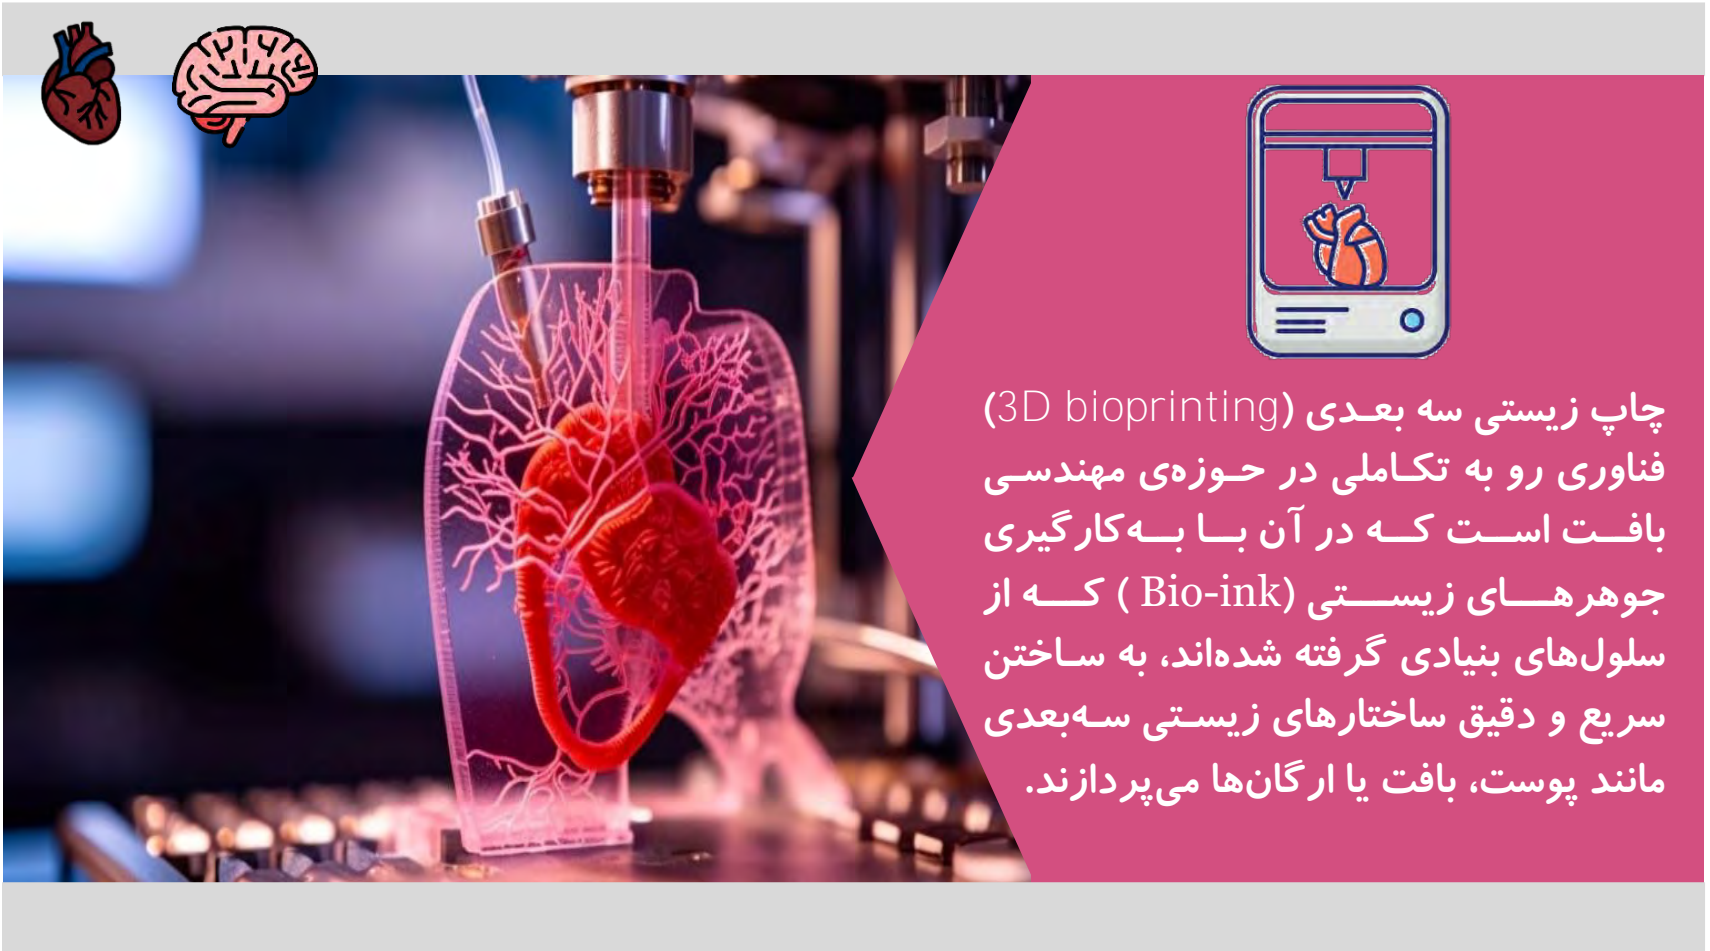 چاپ زیستی سه بعدی (3D bioprinting)
فناوری رو به تکاملی در حوزه‌ی مهندسی
بافت است که در آن با به‌کارگیری
جوهرهای زیستی (Bio-ink ) که از
سلول‌های بنیادی گرفته شده‌اند، به ساختن
سریع و دقیق ساختارهای زیستی سه‌بعدی
مانند پوست، بافت یا ارگان‌ها می‌پردازند.